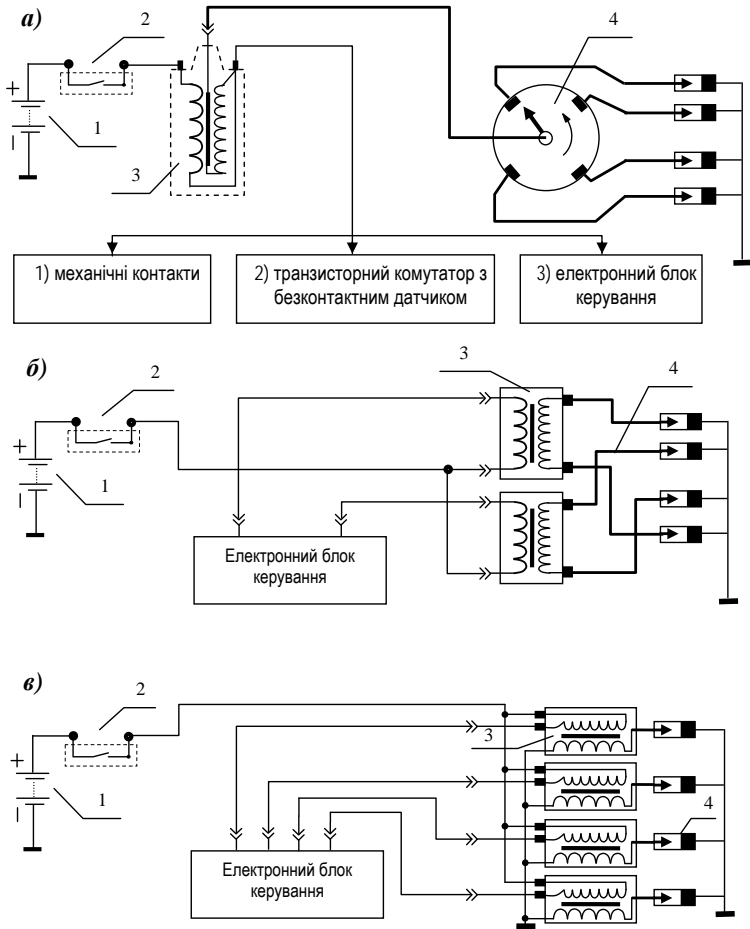 а)
2
4
+
1
3
1) механічні контакти
2) транзисторний комутатор з
безконтактним датчиком
3) електронний блок
керування
б)
2
3
4
+
1
Електронний блок
керування
в)
2
3
+
1
4
Електронний блок
керування